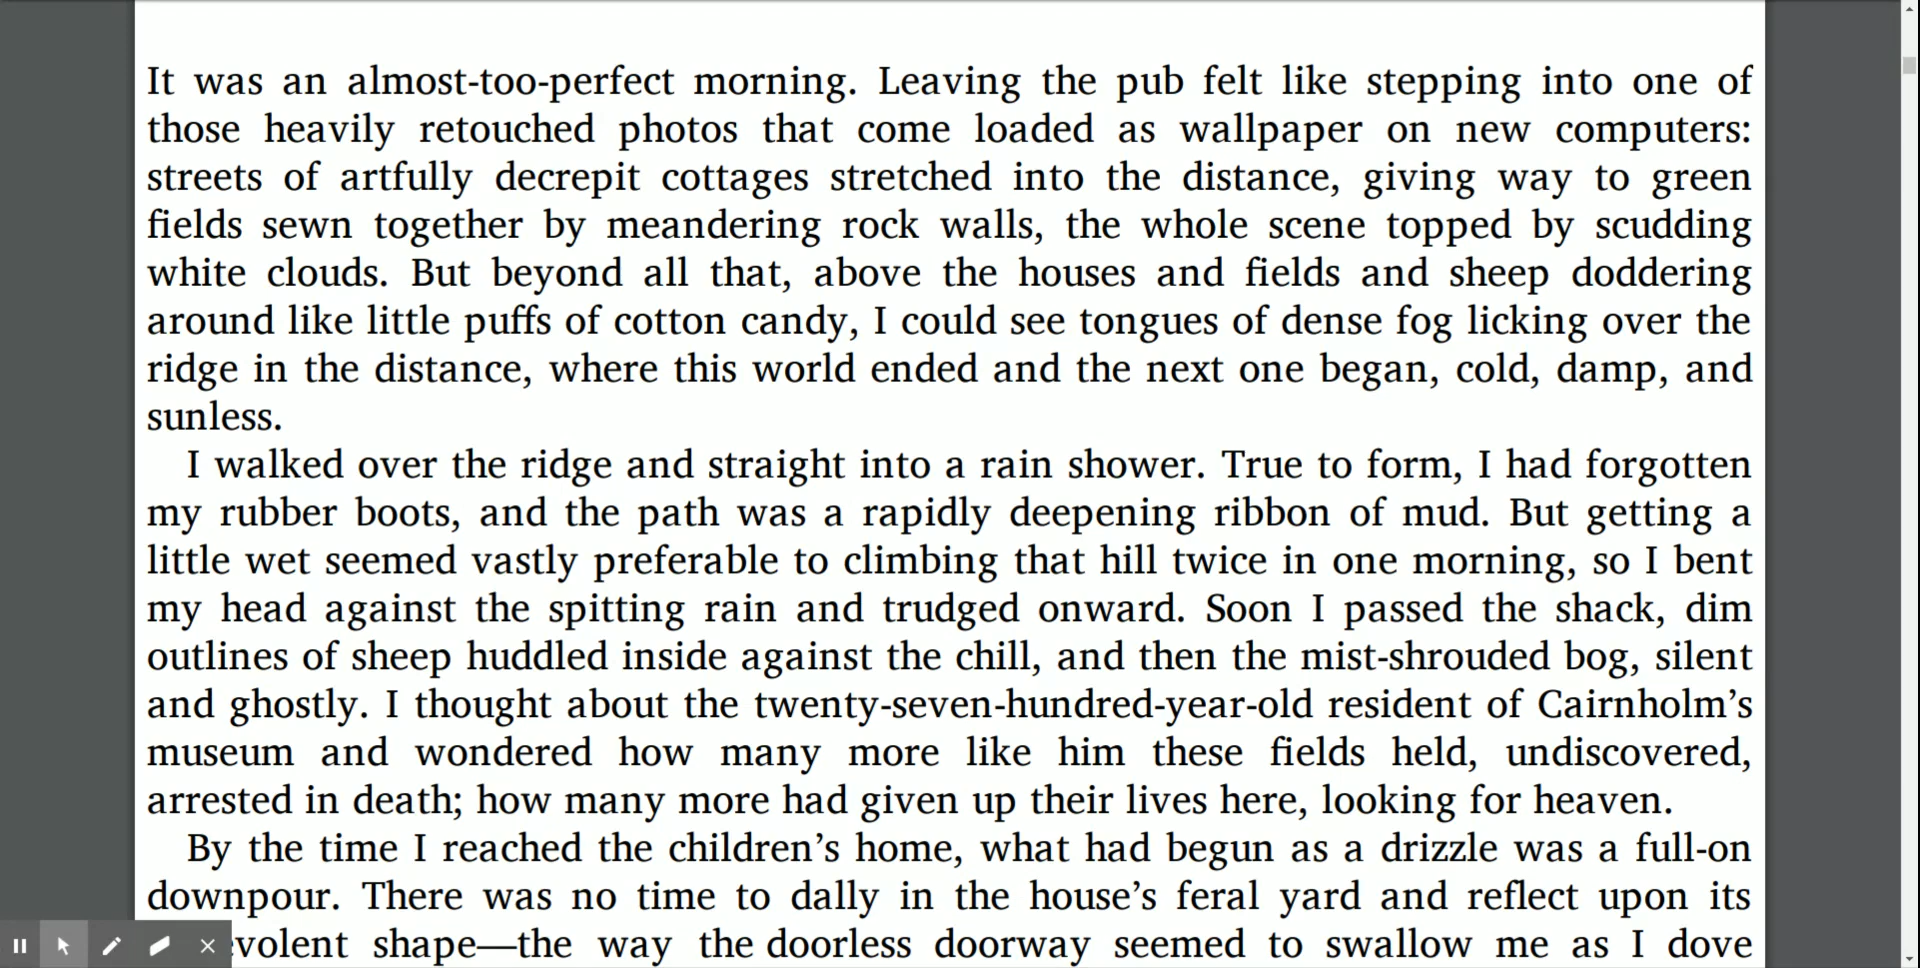 It was an almost-too-perfect morning. Leaving the pub felt like stepping into one of
those heavily retouched photos that come loaded as wallpaper on new computers:
streets of artfully decrepit cottages stretched into the distance, giving way to green
fields sewn together by meandering rock walls, the whole scene topped by scudding
white clouds. But beyond all that, above the houses and fields and sheep doddering
around like little puffs of cotton candy, I could see tongues of dense fog licking over the
ridge in the distance, where this world ended and the next one began, cold, damp, and
sunless.
I walked over the ridge and straight into a rain shower. True to form, I had forgotten
my rubber boots, and the path was a rapidly deepening ribbon of mud. But getting a
little wet seemed vastly preferable to climbing that hill twice in one morning, so I bent
my head against the spitting rain and trudged onward. Soon I passed the shack, dim
outlines of sheep huddled inside against the chill, and then the mist-shrouded bog, silent
and ghostly. I thought about the twenty-seven-hundred-year-old resident of Cairnholm’s
museum and wondered how many more like him these fields held, undiscovered,
arrested in death; how many more had given up their lives here, looking for heaven.
By the time I reached the children’s home, what had begun as a drizzle was a full-on
downpour. There was no time to dally in the house’s feral yard and reflect upon its
shape—the way the doorless doorway seemed to swallow me as I dove